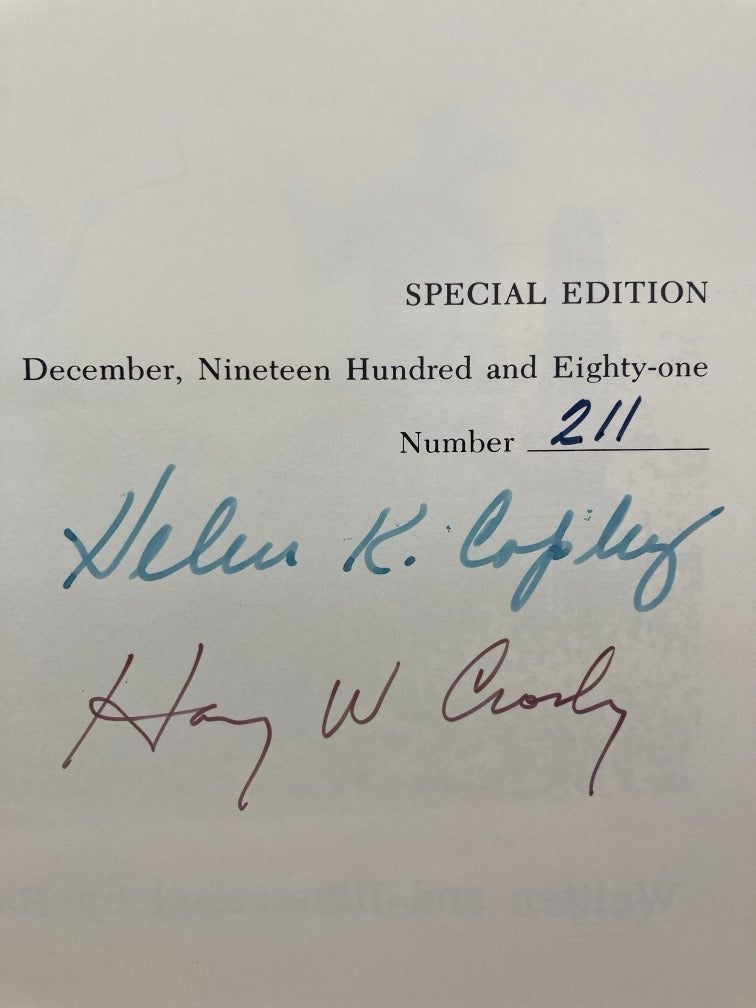 SPECIAL EDITION
December, Nineteen Hundred and Eighty-one
Number 211
Helen K. Copley
Harry W Crosby